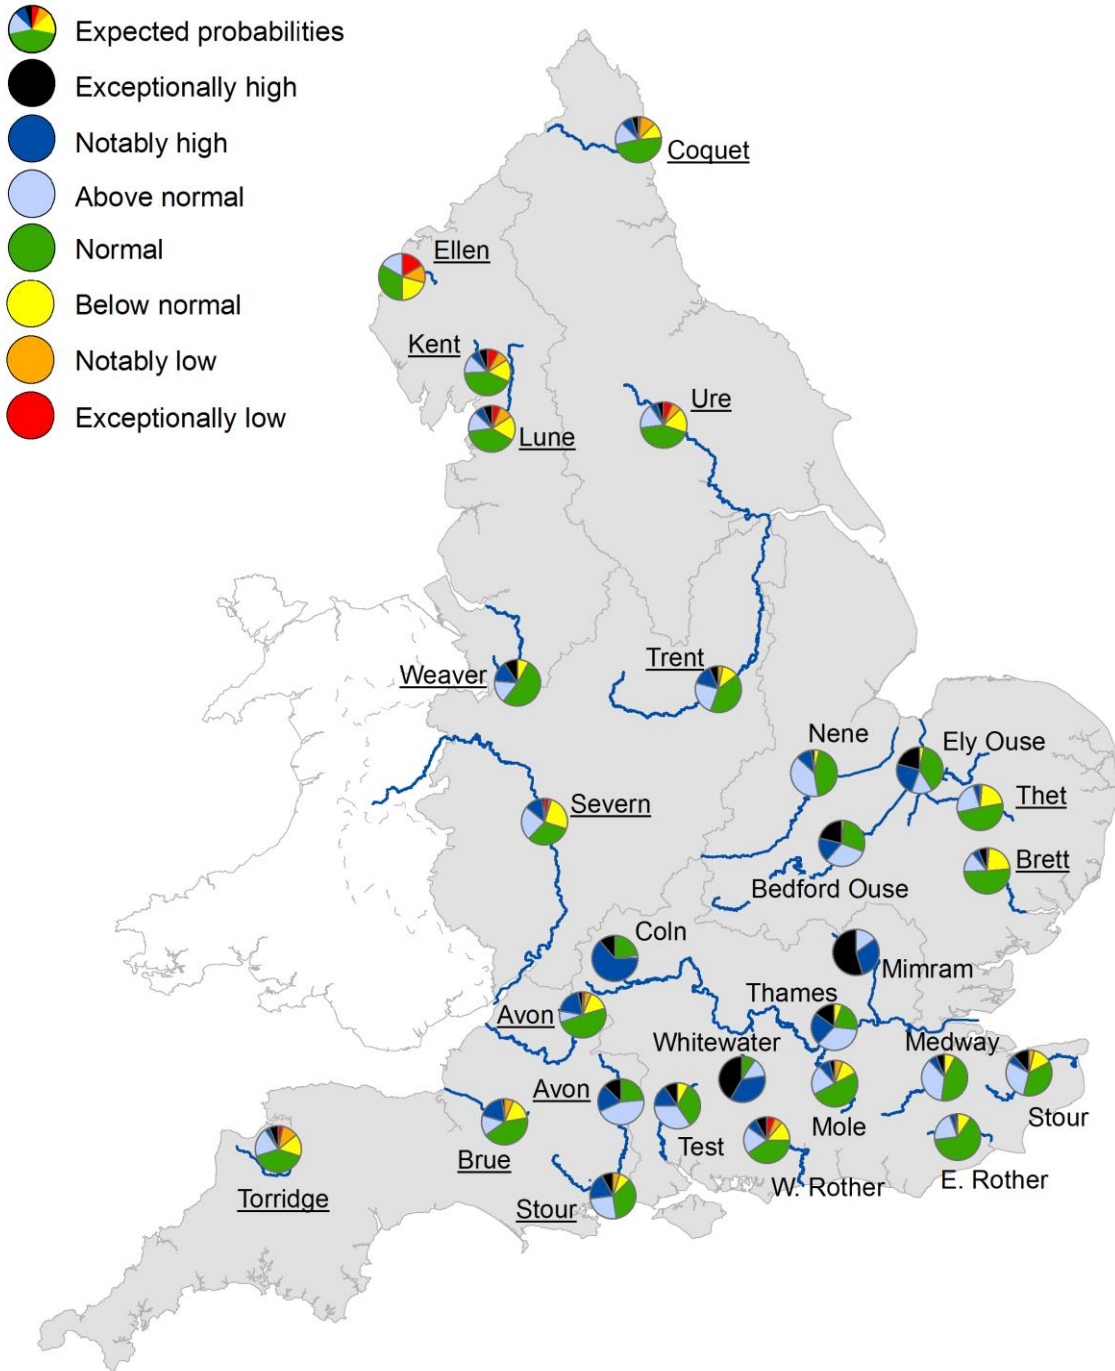 Expected probabilities
Exceptionally high
Notably high
Above normal
Normal
Below normal
Notably low
Exceptionally low
Coquet
Ellen
Kent
Lune
Ure
Weaver
Trent
Nene
Ely Ouse
Thet
Severn
Brett
Bedford Ouse
Coln
Mimram
Avon
Thames
Whitewater
Medway
Avon
Stour
Mole
Test
Brue
W. Rother
E. Rother
Torridge
Stour